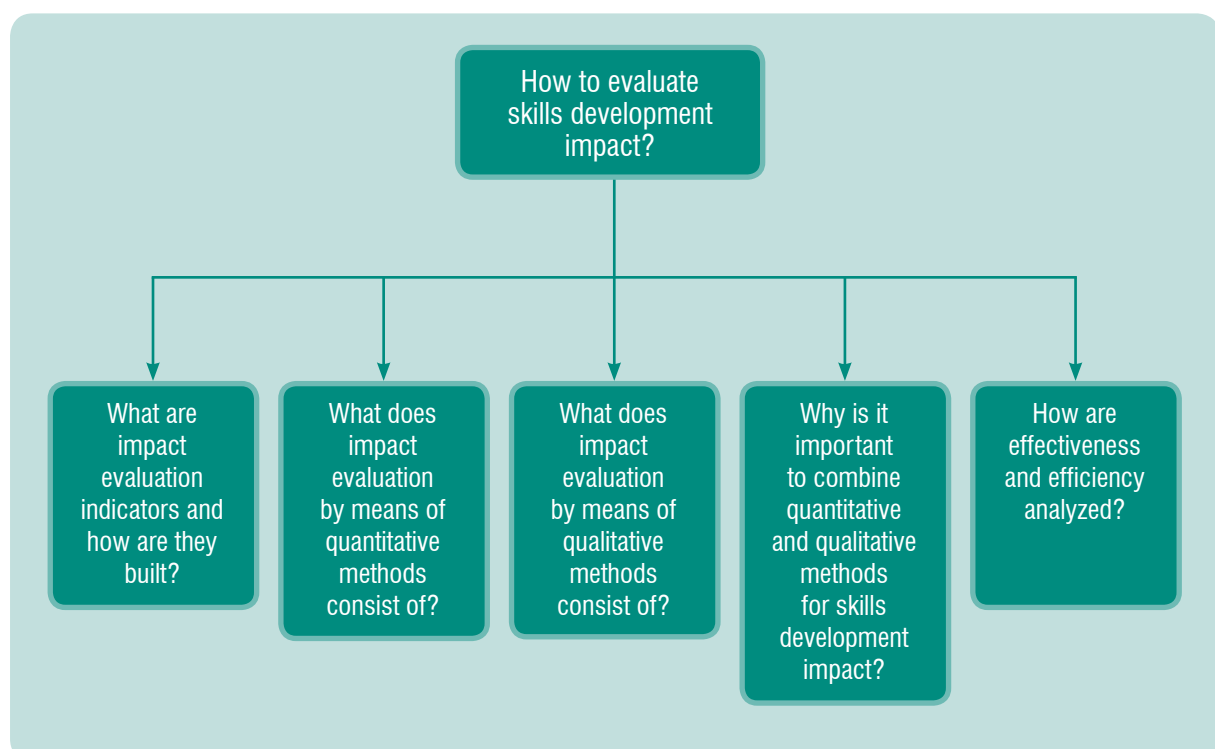 How to evaluate
skills development
impact?
What are
impact
evaluation
indicators and
how are they
built?
What does
impact
evaluation
by means of
quantitative
methods
consist of?
What does
impact
evaluation
by means of
qualitative
methods
consist of?
Why is it
important
to combine
quantitative
and qualitative
methods
for skills
development
impact?
How are
effectiveness
and efficiency
analyzed?